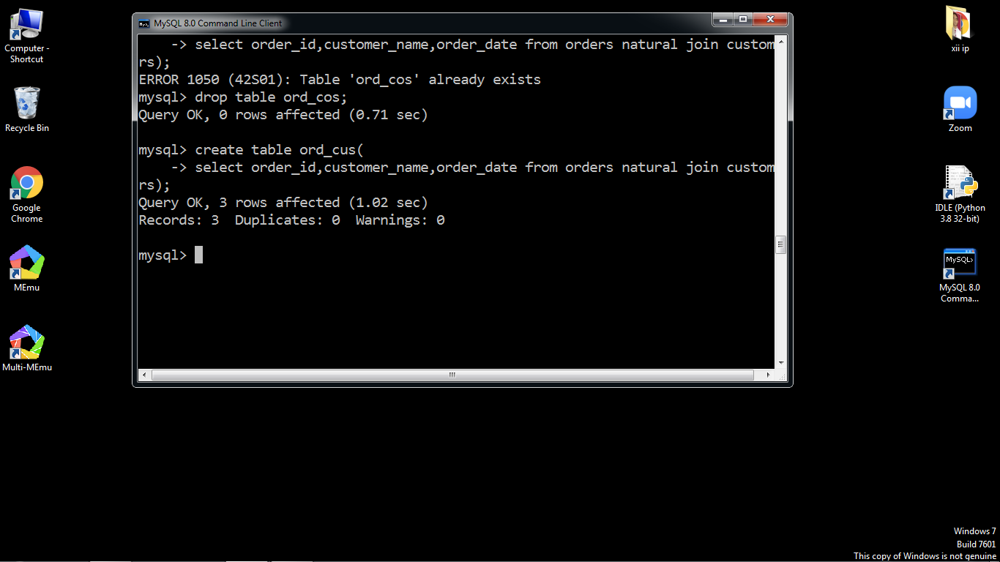 MySQL 8.0 Command Line Client
-> select order_id,customer_name,order_date from orders natural join custom
rs);
ERROR 1050 (42S01): Table 'ord_cos' already exists
mysql> drop table ord_cos;
Query OK, 0 rows affected (0.71 sec)
mysql> create table ord_cus(
-> select order_id,customer_name,order_date from orders natural join custom
rs);
Query OK, 3 rows affected (1.02 sec)
Records: 3  Duplicates: 0  Warnings: 0
mysql>
Computer -
Shortcut
Recycle Bin
Google
Chrome
MEmu
Multi-MEmu
xii ip
Zoom
IDLE (Python
3.8 32-bit)
MySQL>
MySQL 8.0
Comma...
Windows 7
Build 7601
This copy of Windows is not genuine